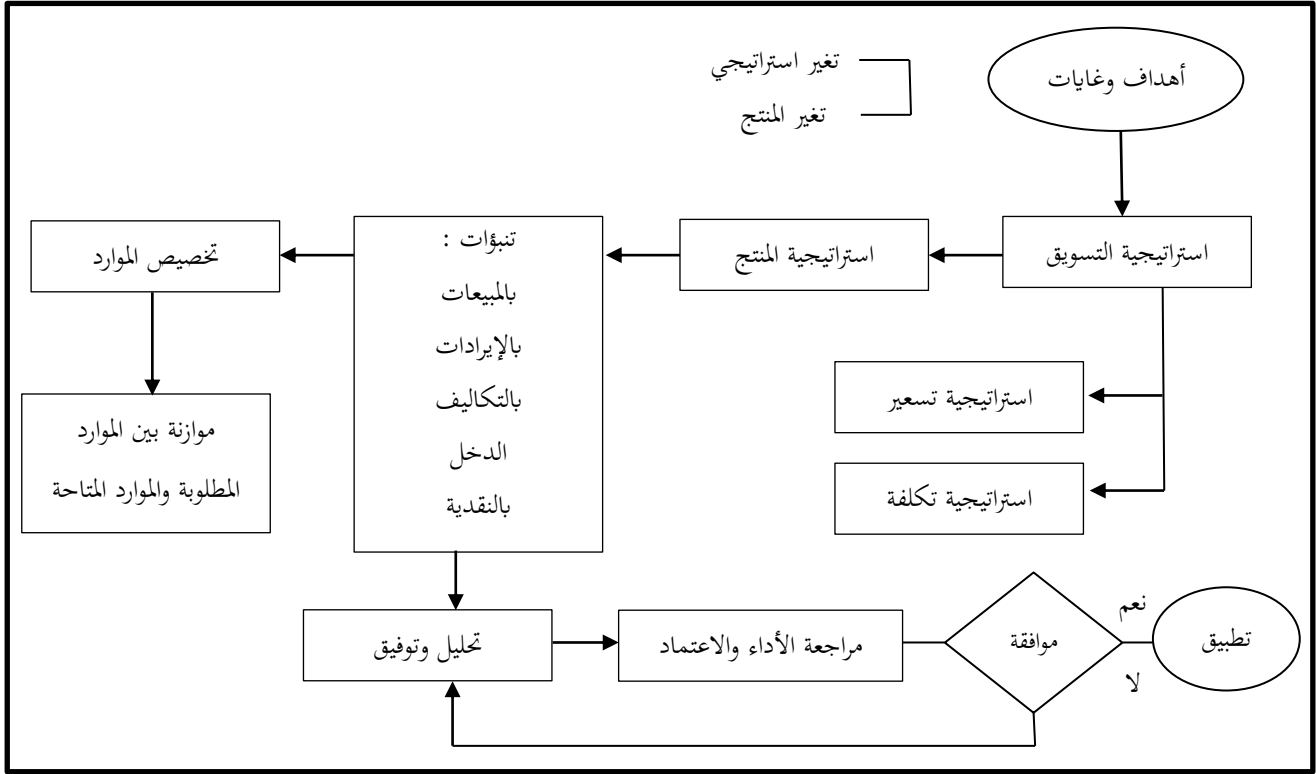 أهداف وغايات
تغير استراتيجي
تغير المنتج
استراتيجية التسويق
استراتيجية المنتج
تنبؤات :
بالمبيعات
بالإيرادات
بالتكاليف
الدخل
بالنقدية
تخصيص الموارد
استراتيجية تسعير
استراتيجية تكلفة
موازنة بين الموارد
المطلوبة والموارد المتاحة
تحليل وتوفيق
مراجعة الأداء والاعتماد
موافقة
نعم
لا
تطبيق